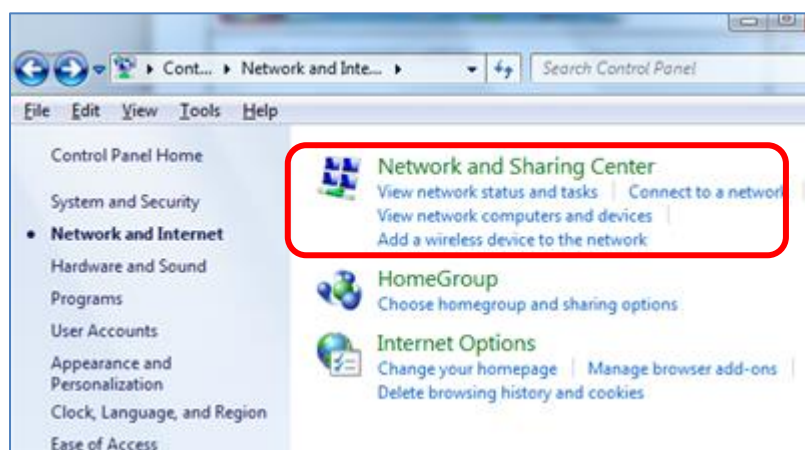 Cont... Network and Inte... Search Control Panel
File Edit View Tools Help
Control Panel Home
System and Security
Network and Internet
Hardware and Sound
Programs
User Accounts
Appearance and
Personalization
Clock, Language, and Region
Ease of Access
Network and Sharing Center
View network status and tasks Connect to a network
View network computers and devices
Add a wireless device to the network
HomeGroup
Choose homegroup and sharing options
Internet Options
Change your homepage Manage browser add-ons
Delete browsing history and cookies